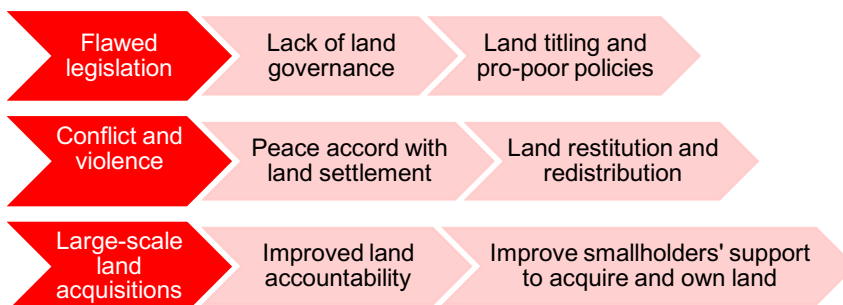 Flawed
legislation
Lack of land
governance
Land titling and
pro-poor policies
Conflict and
violence
Peace accord with
land settlement
Land restitution and
redistribution
Large-scale
land
acquisitions
Improved land
accountability
Improve smallholders' support
to acquire and own land